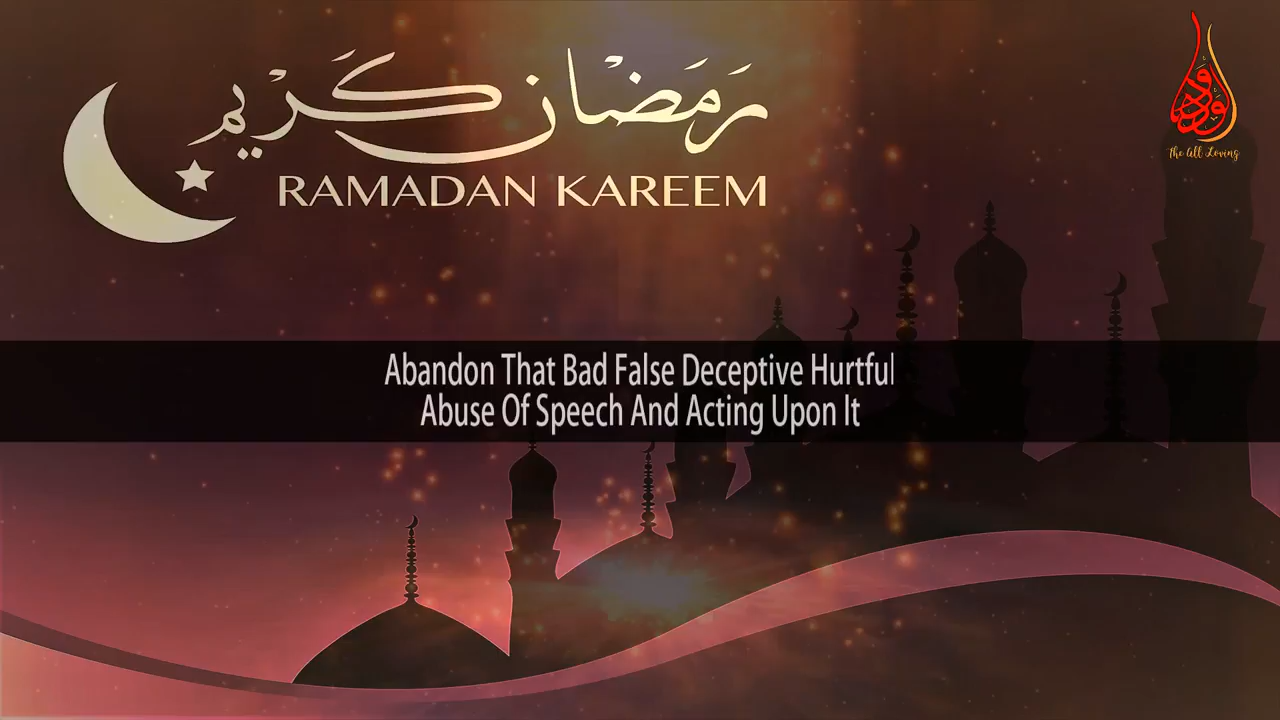 رَمَضَان كَرِيم
RAMADAN KAREEM
الودود
The All Loving
Abandon That Bad False Deceptive Hurtful
Abuse Of Speech And Acting Upon It